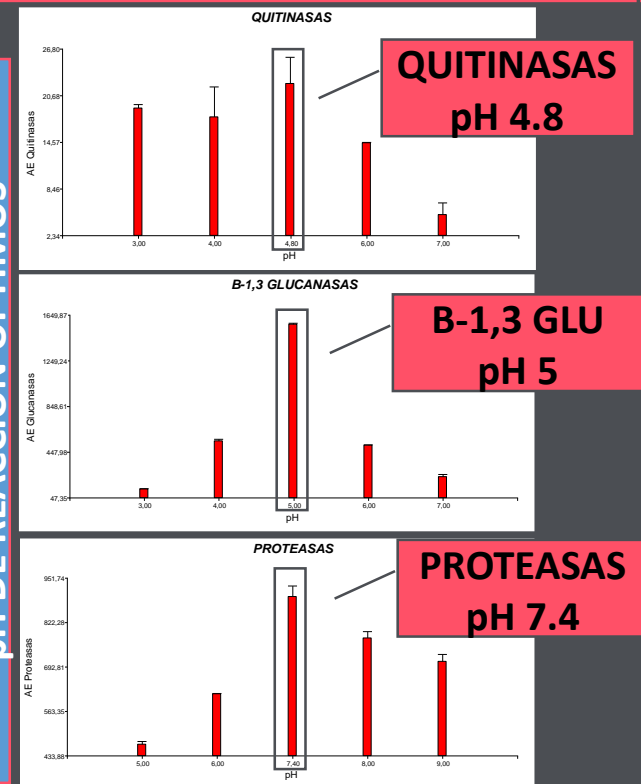 QUITINASAS
26,80
20,68
14,57
8,46
2,34
AE Quitinasas
3,00 4,00 4,80 6,00 7,00
pH
QUITINASAS
pH 4.8
B-1,3 GLUCANASAS
1649,87
1249,24
848,61
447,98
47,35
AE Glucanasas
3,00 4,00 5,00 6,00 7,00
pH
B-1,3 GLU
pH 5
PROTEASAS
951,74
822,28
692,81
563,35
433,88
AE Proteasas
5,00 6,00 7,40 8,00 9,00
pH
PROTEASAS
pH 7.4
pH DE REACCIÓN